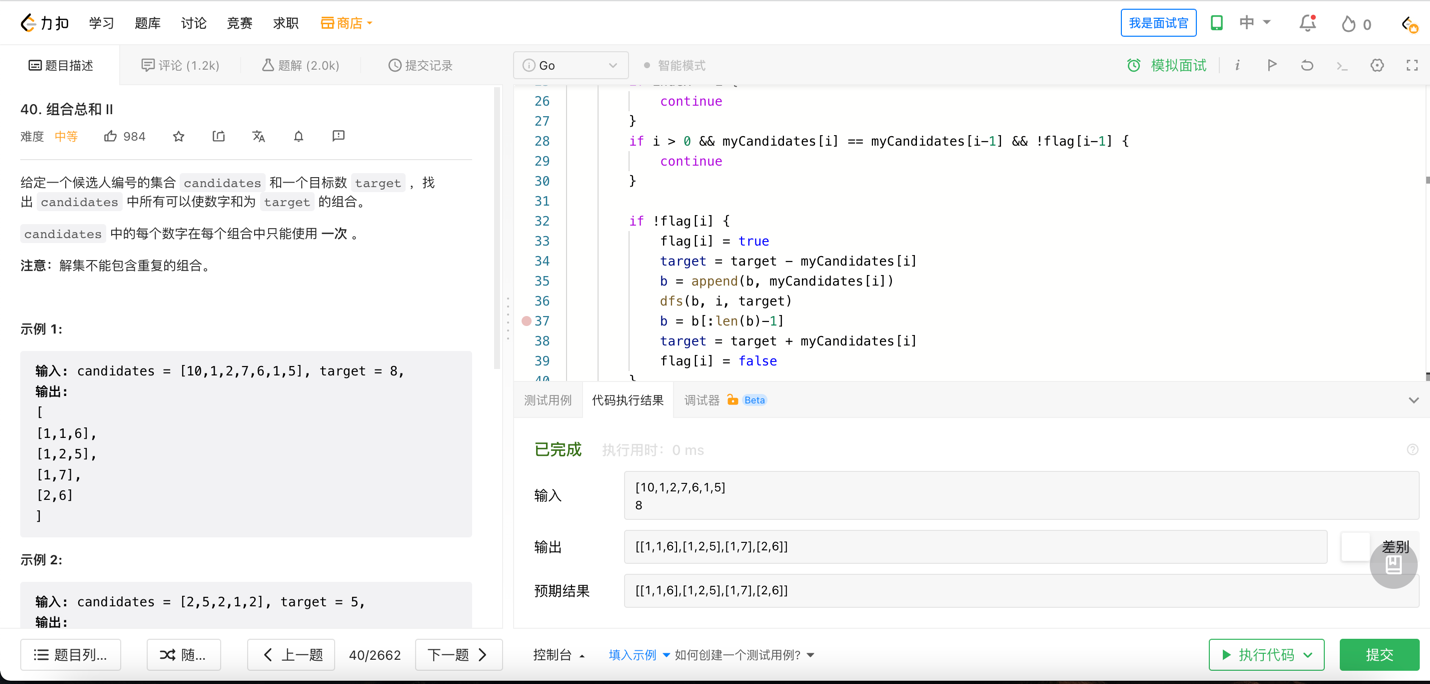 力扣 学习 题库 讨论 竞赛 求职 商店 我是面试官 中 0
题目描述 评论 (1.2k) 题解 (2.0k) 提交记录
40. 组合总和 II
难度 中等 984
给定一个候选人编号的集合 candidates 和一个目标数 target ，找
出 candidates 中所有可以使数字和为 target 的组合。
candidates 中的每个数字在每个组合中只能使用 一次 。
注意：解集不能包含重复的组合。
示例 1:
输入: candidates = [10,1,2,7,6,1,5], target = 8,
输出:
[
[1,1,6],
[1,2,5],
[1,7],
[2,6]
]
示例 2:
输入: candidates = [2,5,2,1,2], target = 5,
输出:
题目列... 随... 上一题 40/2662 下一题
Go 智能模式 模拟面试
26 continue
27 }
28 if i > 0 && myCandidates[i] == myCandidates[i-1] && !flag[i-1] {
29 continue
30 }
31
32 if !flag[i] {
33 flag[i] = true
34 target = target - myCandidates[i]
35 b = append(b, myCandidates[i])
36 dfs(b, i, target)
37 b = b[:len(b)-1]
38 target = target + myCandidates[i]
39 flag[i] = false
40 }
测试用例 代码执行结果 调试器 Beta
已完成 执行用时: 0 ms
输入
[10,1,2,7,6,1,5]
8
输出 [[1,1,6],[1,2,5],[1,7],[2,6]] 差别
预期结果 [[1,1,6],[1,2,5],[1,7],[2,6]]
控制台 填入示例 如何创建一个测试用例? 执行代码 提交